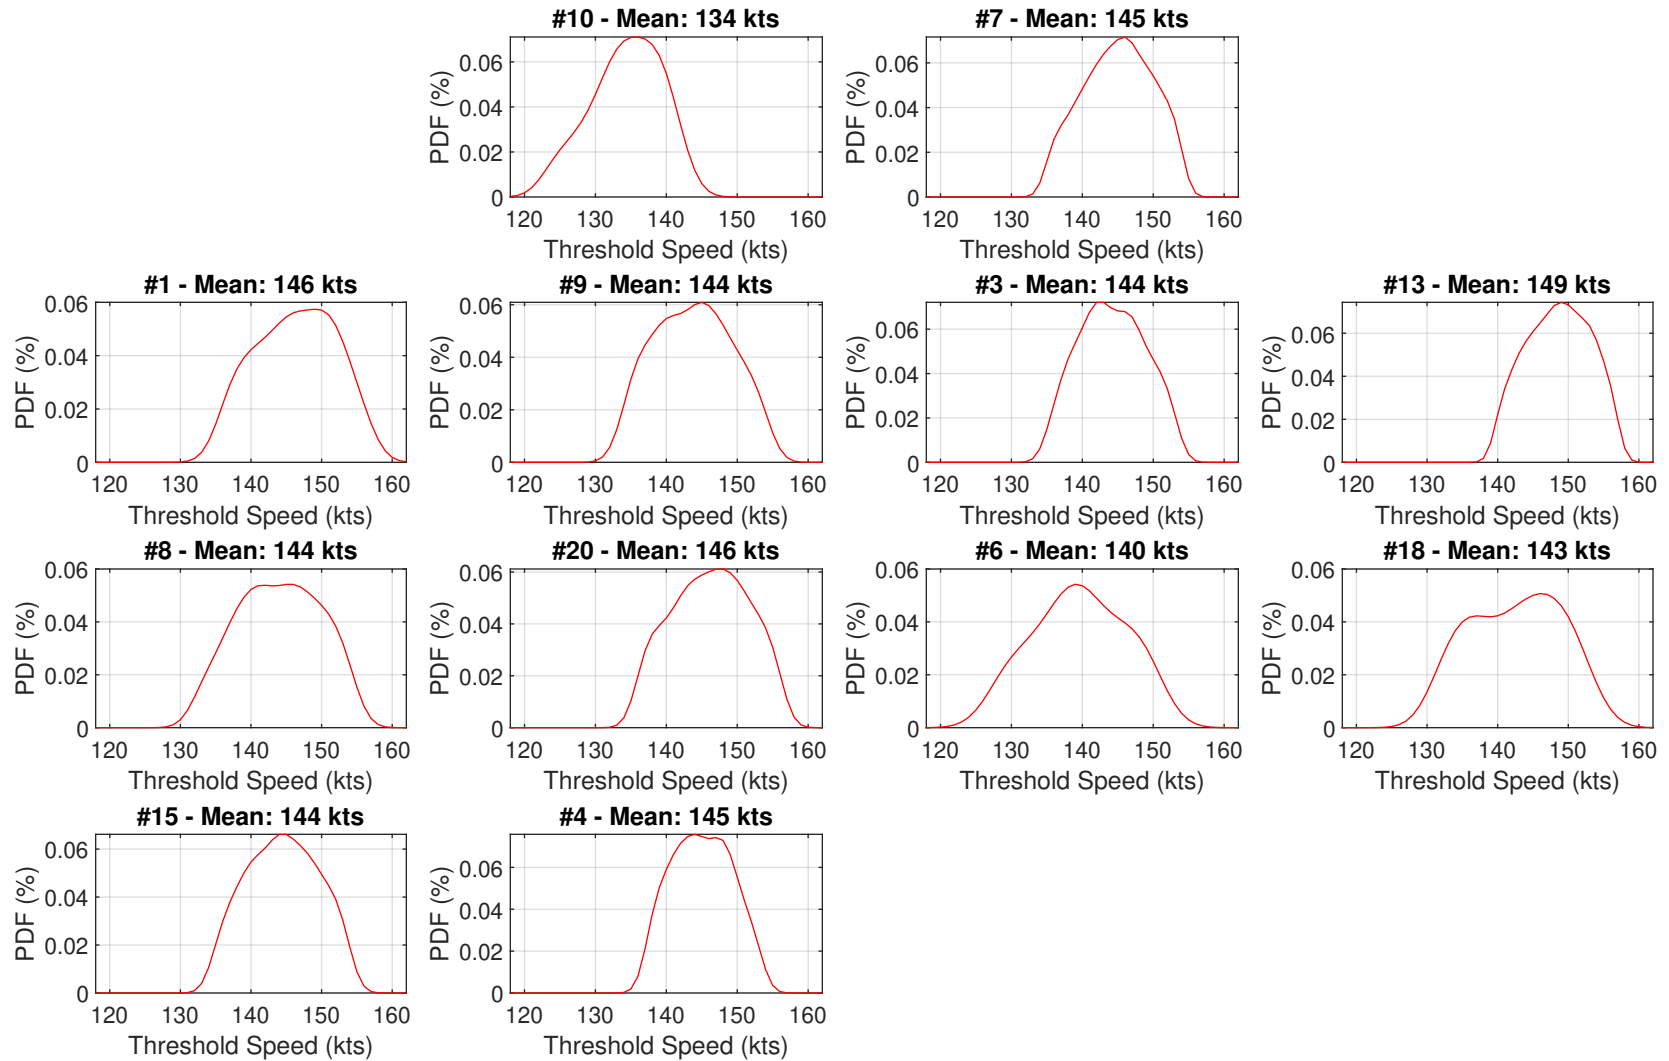 #10 - Mean: 134 kts
PDF (%)
0.06
0.04
0.02
0
120 130 140 150 160
Threshold Speed (kts)
#7 - Mean: 145 kts
PDF (%)
0.06
0.04
0.02
0
120 130 140 150 160
Threshold Speed (kts)
#1 - Mean: 146 kts
PDF (%)
0.06
0.04
0.02
0
120 130 140 150 160
Threshold Speed (kts)
#9 - Mean: 144 kts
PDF (%)
0.06
0.04
0.02
0
120 130 140 150 160
Threshold Speed (kts)
#3 - Mean: 144 kts
PDF (%)
0.06
0.04
0.02
0
120 130 140 150 160
Threshold Speed (kts)
#13 - Mean: 149 kts
PDF (%)
0.06
0.04
0.02
0
120 130 140 150 160
Threshold Speed (kts)
#8 - Mean: 144 kts
PDF (%)
0.06
0.04
0.02
0
120 130 140 150 160
Threshold Speed (kts)
#20 - Mean: 146 kts
PDF (%)
0.06
0.04
0.02
0
120 130 140 150 160
Threshold Speed (kts)
#6 - Mean: 140 kts
PDF (%)
0.06
0.04
0.02
0
120 130 140 150 160
Threshold Speed (kts)
#18 - Mean: 143 kts
PDF (%)
0.06
0.04
0.02
0
120 130 140 150 160
Threshold Speed (kts)
#15 - Mean: 144 kts
PDF (%)
0.06
0.04
0.02
0
120 130 140 150 160
Threshold Speed (kts)
#4 - Mean: 145 kts
PDF (%)
0.06
0.04
0.02
0
120 130 140 150 160
Threshold Speed (kts)